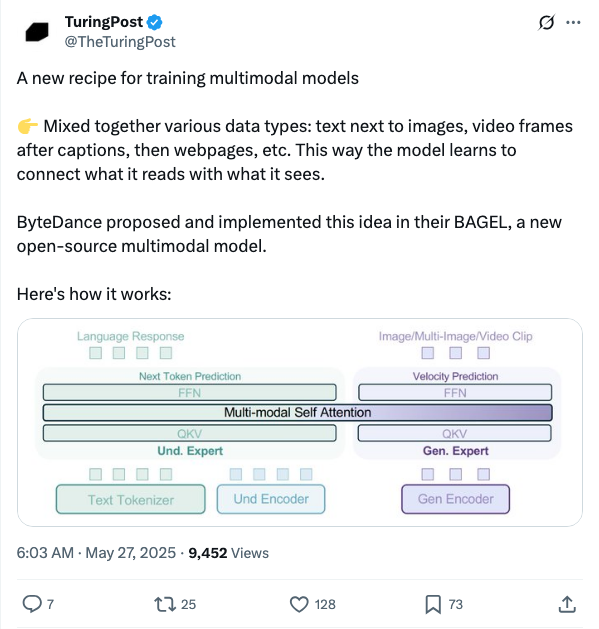 TuringPost
@TheTuringPost
A new recipe for training multimodal models
👉 Mixed together various data types: text next to images, video frames
after captions, then webpages, etc. This way the model learns to
connect what it reads with what it sees.
ByteDance proposed and implemented this idea in their BAGEL, a new
open-source multimodal model.
Here's how it works:
Language Response
Image/Multi-Image/Video Clip
Next Token Prediction
Velocity Prediction
FFN
FFN
Multi-modal Self Attention
QKV
QKV
Und. Expert
Gen. Expert
Text Tokenizer
Und Encoder
Gen Encoder
6:03 AM · May 27, 2025 · 9,452 Views
7
25
128
73